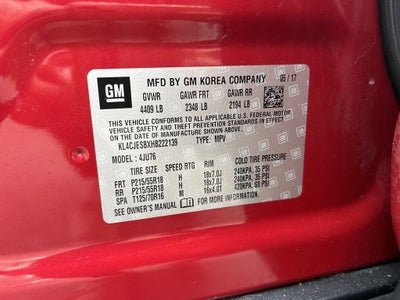 GM
MFD BY GM KOREA COMPANY 05 / 17
GVWR GAWR FRT GAWR RR
4409 LB 2348 LB 2194 LB
THIS VEHICLE CONFORMS TO ALL APPLICABLE U.S. FEDERAL MOTOR
VEHICLE SAFETY, BUMPER, AND THEFT PREVENTION STANDARDS
IN EFFECT ON THE DATE OF MANUFACTURE SHOWN ABOVE.
KL4CJESBXHB222139 TYPE: MPV
MODEL: 4JU76
TIRE SIZE SPEED RTG RIM COLD TIRE PRESSURE
FRT P215/55R18 H 18x7.0J 240KPA, 35 PSI
RR P215/55R18 H 18x7.0J 240KPA, 35 PSI
SPA T125/70R16 M 16x4.0T 420KPA, 60 PSI
SEE OWNER'S MANUAL FOR MORE INFORMATION.